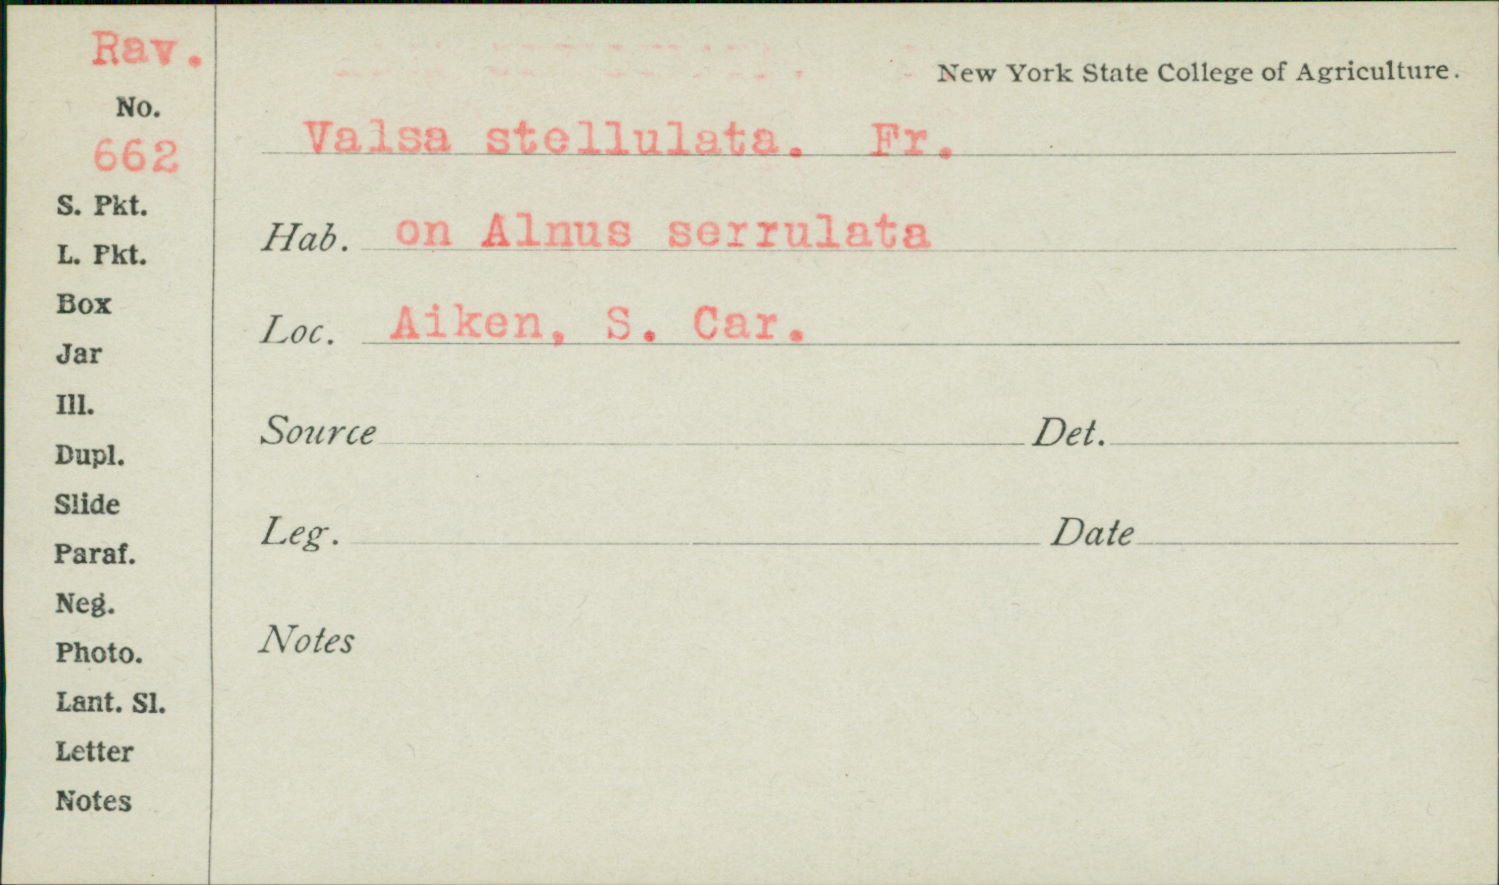 Rav.
No.
662
S. Pkt.
L. Pkt.
Box
Jar
Ill.
Dupl.
Slide
Paraf.
Neg.
Photo.
Lant. Sl.
Letter
Notes
New York State College of Agriculture.
Valsa stellulata. Fr.
Hab. on Alnus serrulata
Loc. Aiken, S. Car.
Source Det.
Leg. Date
Notes